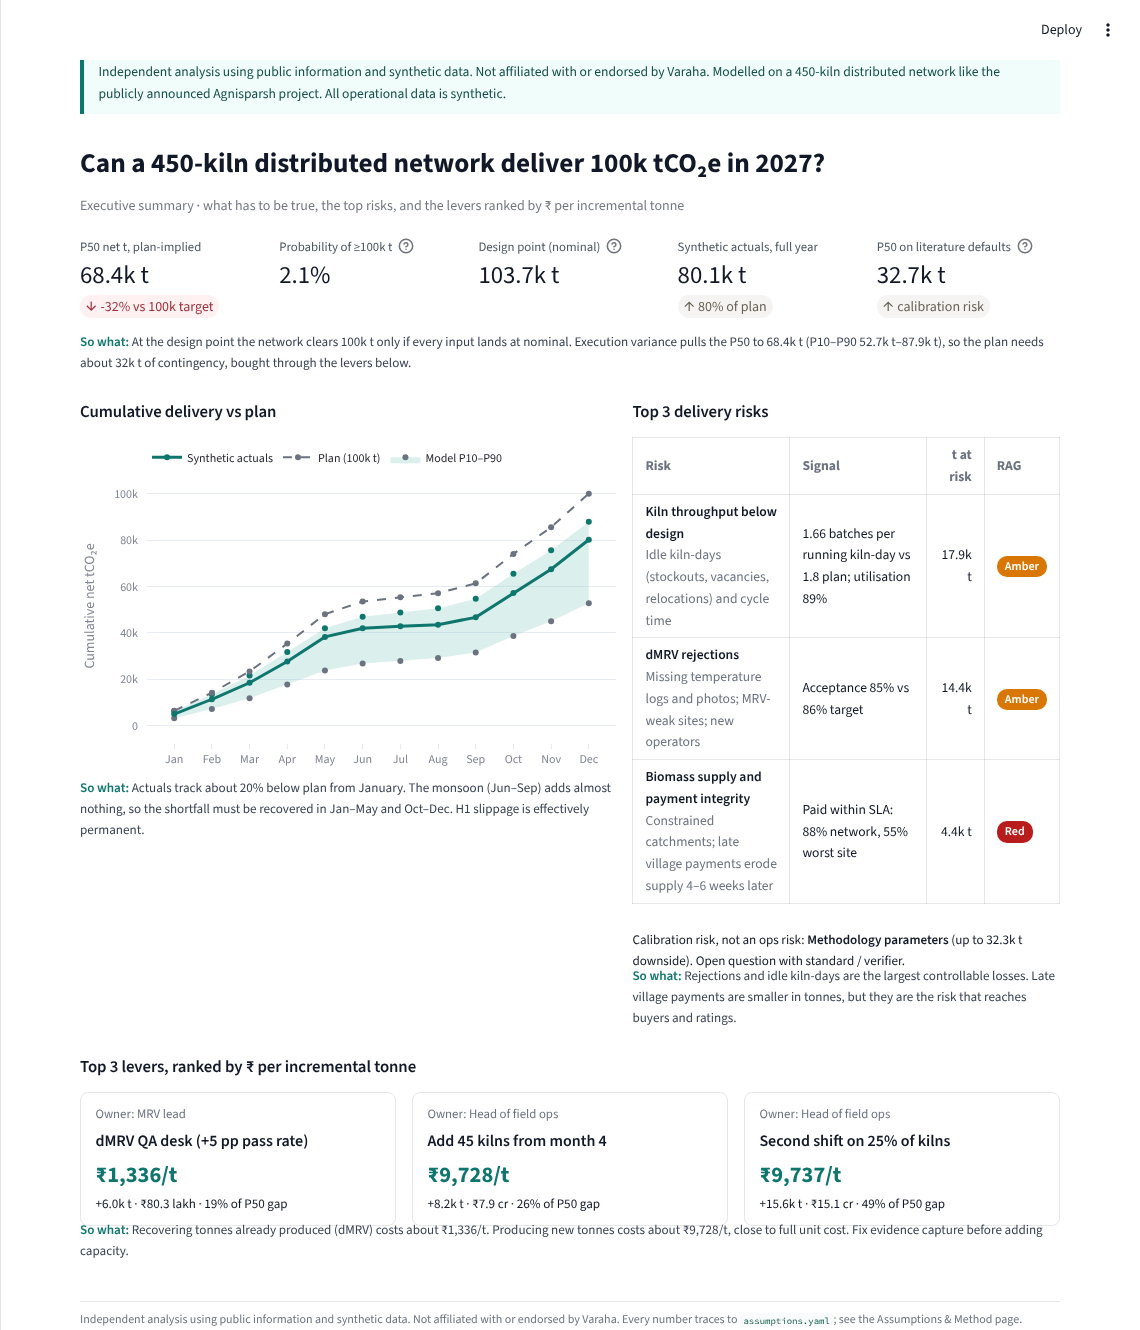 Deploy
Independent analysis using public information and synthetic data. Not affiliated with or endorsed by Varaha. Modelled on a 450-kiln distributed network like the
publicly announced Agnisparsh project. All operational data is synthetic.
Can a 450-kiln distributed network deliver 100k tCO₂e in 2027?
Executive summary · what has to be true, the top risks, and the levers ranked by ₹ per incremental tonne
P50 net t, plan-implied
68.4k t
↓ -32% vs 100k target
Probability of ≥100k t ?
2.1%
Design point (nominal) ?
103.7k t
Synthetic actuals, full year
80.1k t
↑ 80% of plan
P50 on literature defaults ?
32.7k t
↑ calibration risk
So what: At the design point the network clears 100k t only if every input lands at nominal. Execution variance pulls the P50 to 68.4k t (P10–P90 52.7k t–87.9k t), so the plan needs
about 32k t of contingency, bought through the levers below.
Cumulative delivery vs plan
Synthetic actuals
Plan (100k t)
Model P10–P90
Cumulative net tCO₂e
100k
80k
60k
40k
20k
0
Jan Feb Mar Apr May Jun Jul Aug Sep Oct Nov Dec
So what: Actuals track about 20% below plan from January. The monsoon (Jun–Sep) adds almost
nothing, so the shortfall must be recovered in Jan–May and Oct–Dec. H1 slippage is effectively
permanent.
Top 3 delivery risks
Risk
Signal
t at
risk
RAG
Kiln throughput below
design
Idle kiln-days
(stockouts, vacancies,
relocations) and cycle
time
1.66 batches per
running kiln-day vs
1.8 plan; utilisation
89%
17.9k
t
Amber
dMRV rejections
Missing temperature
logs and photos; MRV-
weak sites; new
operators
Acceptance 85% vs
86% target
14.4k
t
Amber
Biomass supply and
payment integrity
Constrained
catchments; late
village payments erode
supply 4–6 weeks later
Paid within SLA:
88% network, 55%
worst site
4.4k t
Red
Calibration risk, not an ops risk: Methodology parameters (up to 32.3k t
downside). Open question with standard / verifier.
So what: Rejections and idle kiln-days are the largest controllable losses. Late
village payments are smaller in tonnes, but they are the risk that reaches
buyers and ratings.
Top 3 levers, ranked by ₹ per incremental tonne
Owner: MRV lead
dMRV QA desk (+5 pp pass rate)
₹1,336/t
+6.0k t · ₹80.3 lakh · 19% of P50 gap
Owner: Head of field ops
Add 45 kilns from month 4
₹9,728/t
+8.2k t · ₹7.9 cr · 26% of P50 gap
Owner: Head of field ops
Second shift on 25% of kilns
₹9,737/t
+15.6k t · ₹15.1 cr · 49% of P50 gap
So what: Recovering tonnes already produced (dMRV) costs about ₹1,336/t. Producing new tonnes costs about ₹9,728/t, close to full unit cost. Fix evidence capture before adding
capacity.
Independent analysis using public information and synthetic data. Not affiliated with or endorsed by Varaha. Every number traces to assumptions.yaml ; see the Assumptions & Method page.